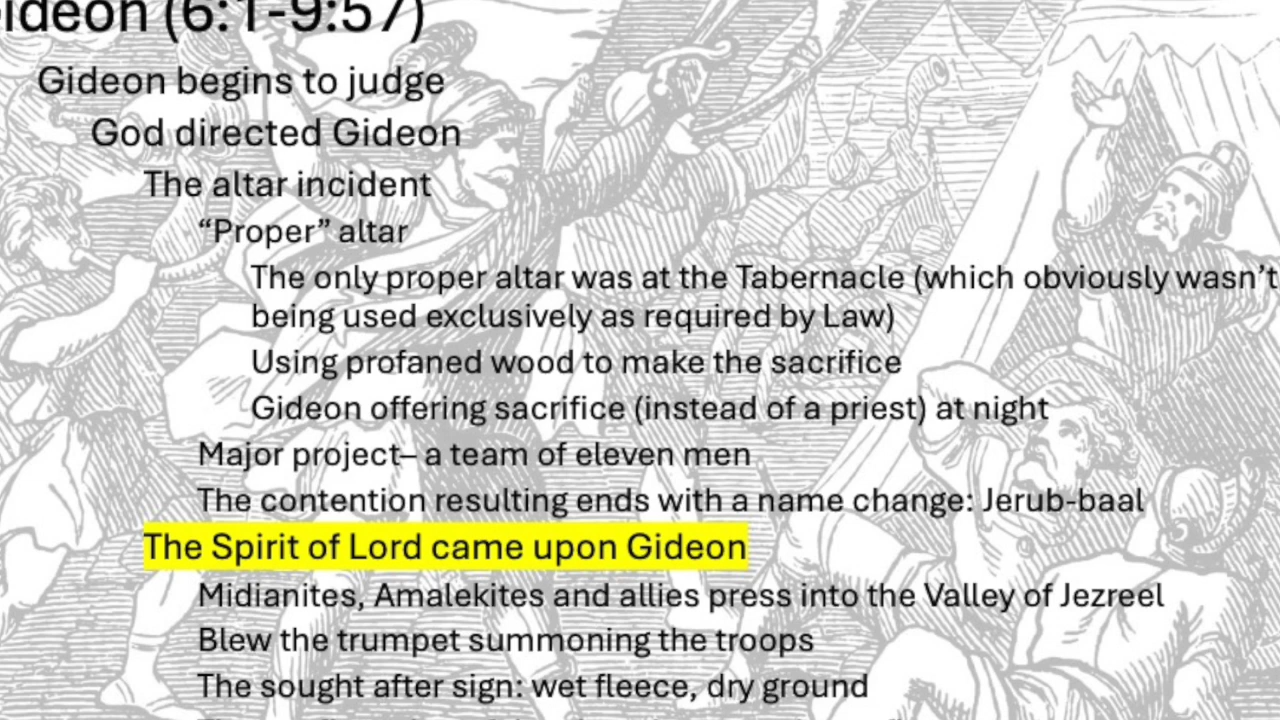 ideon (6:1-9:57)
Gideon begins to judge
God directed Gideon
The altar incident
“Proper” altar
The only proper altar was at the Tabernacle (which obviously wasn’t
being used exclusively as required by Law)
Using profaned wood to make the sacrifice
Gideon offering sacrifice (instead of a priest) at night
Major project– a team of eleven men
The contention resulting ends with a name change: Jerub-baal
The Spirit of Lord came upon Gideon
Midianites, Amalekites and allies press into the Valley of Jezreel
Blew the trumpet summoning the troops
The sought after sign: wet fleece, dry ground